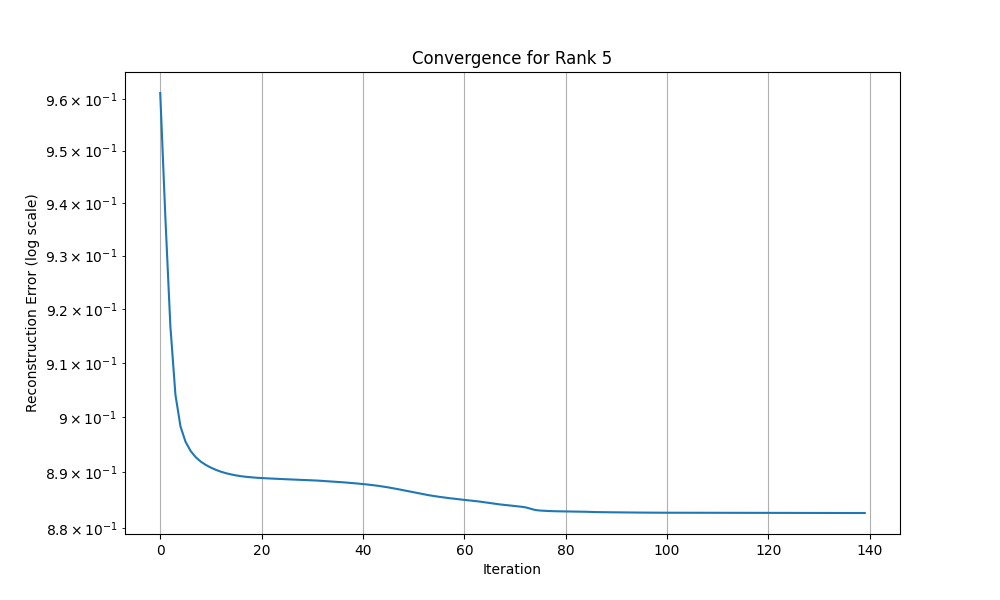 Convergence for Rank 5
9.6 × 10⁻¹
9.5 × 10⁻¹
9.4 × 10⁻¹
9.3 × 10⁻¹
9.2 × 10⁻¹
9.1 × 10⁻¹
9 × 10⁻¹
8.9 × 10⁻¹
8.8 × 10⁻¹
Reconstruction Error (log scale)
0 20 40 60 80 100 120 140
Iteration